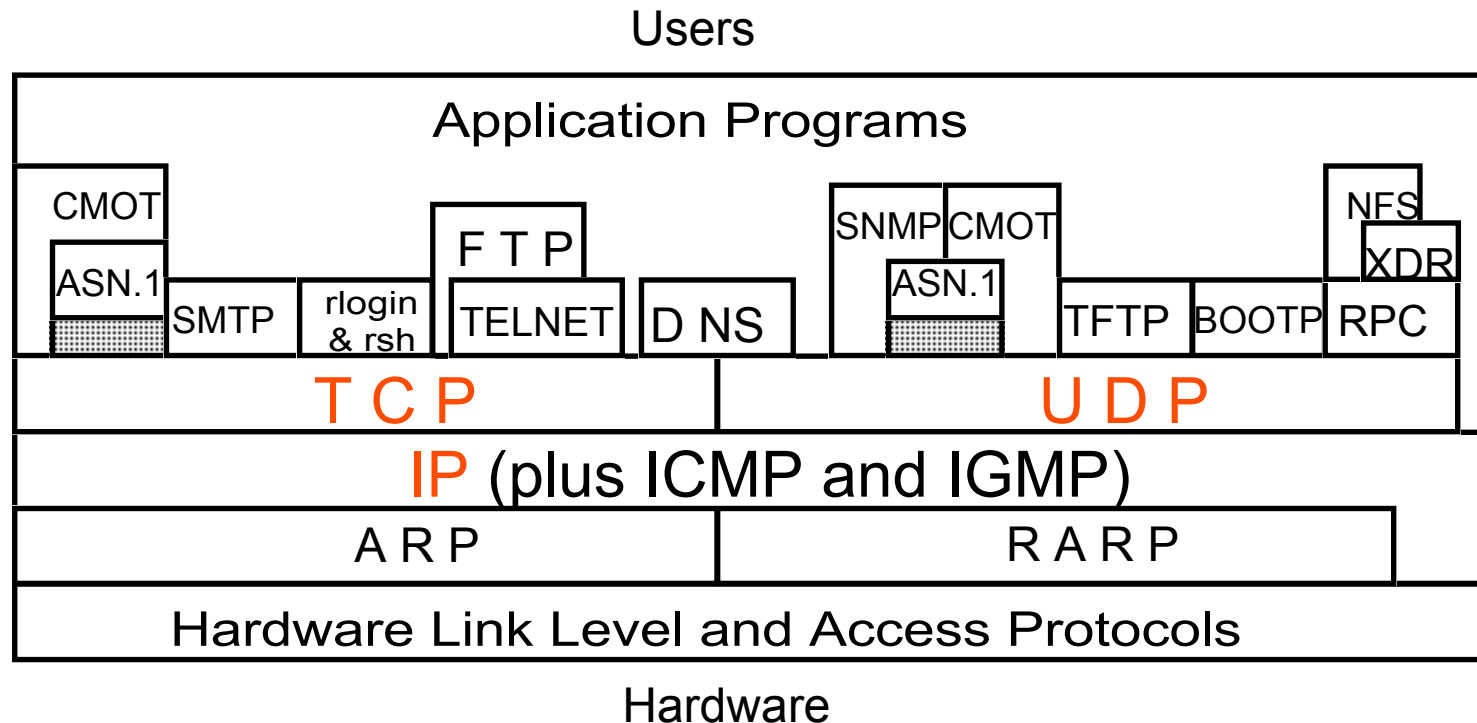 Users
Application Programs
CMOT
ASN.1
SMTP
rlogin
& rsh
F T P
TELNET
D NS
SNMP
CMOT
ASN.1
TFTP
BOOTP
NFS
XDR
RPC
T C P
U D P
IP (plus ICMP and IGMP)
A R P
R A R P
Hardware Link Level and Access Protocols
Hardware